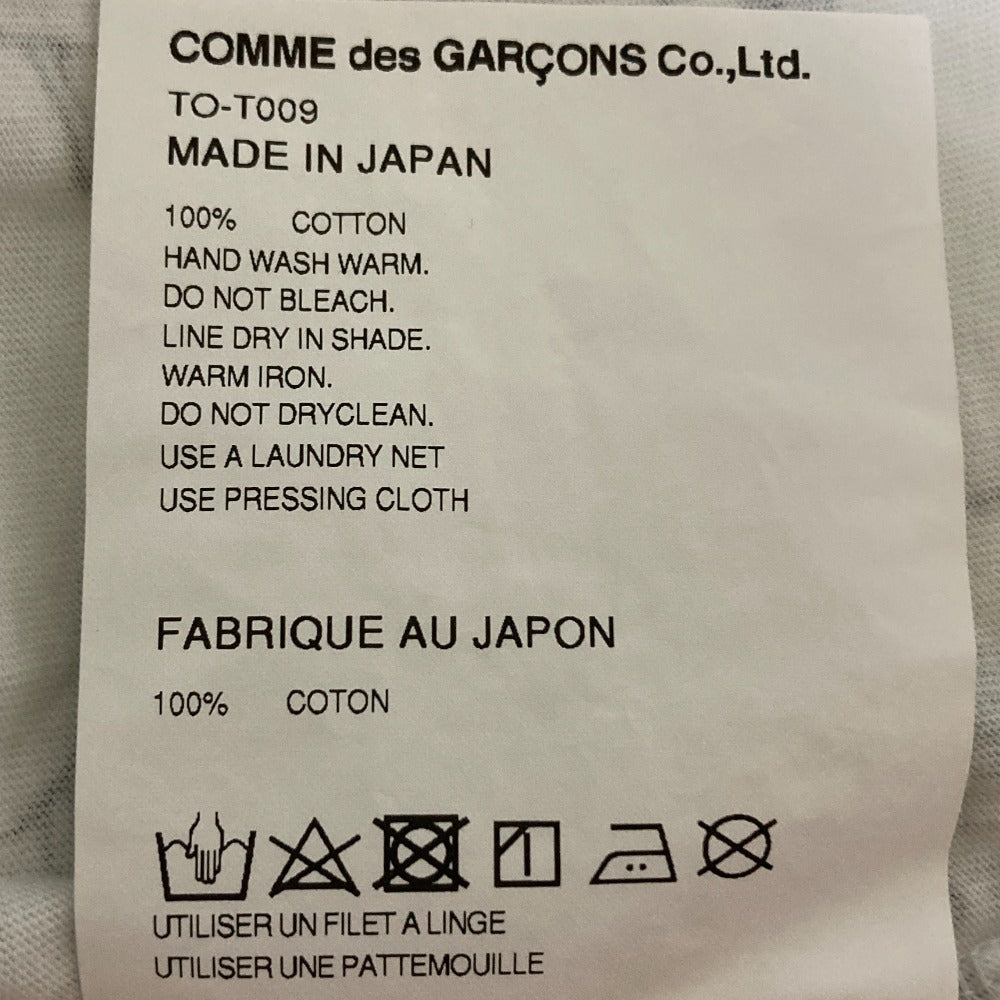 COMME des GARÇONS Co.,Ltd.
TO-T009
MADE IN JAPAN
100% COTTON
HAND WASH WARM.
DO NOT BLEACH.
LINE DRY IN SHADE.
WARM IRON.
DO NOT DRYCLEAN.
USE A LAUNDRY NET
USE PRESSING CLOTH
FABRIQUE AU JAPON
100% COTON
UTILISER UN FILET A LINGE
UTILISER UNE PATTEMOUILLE